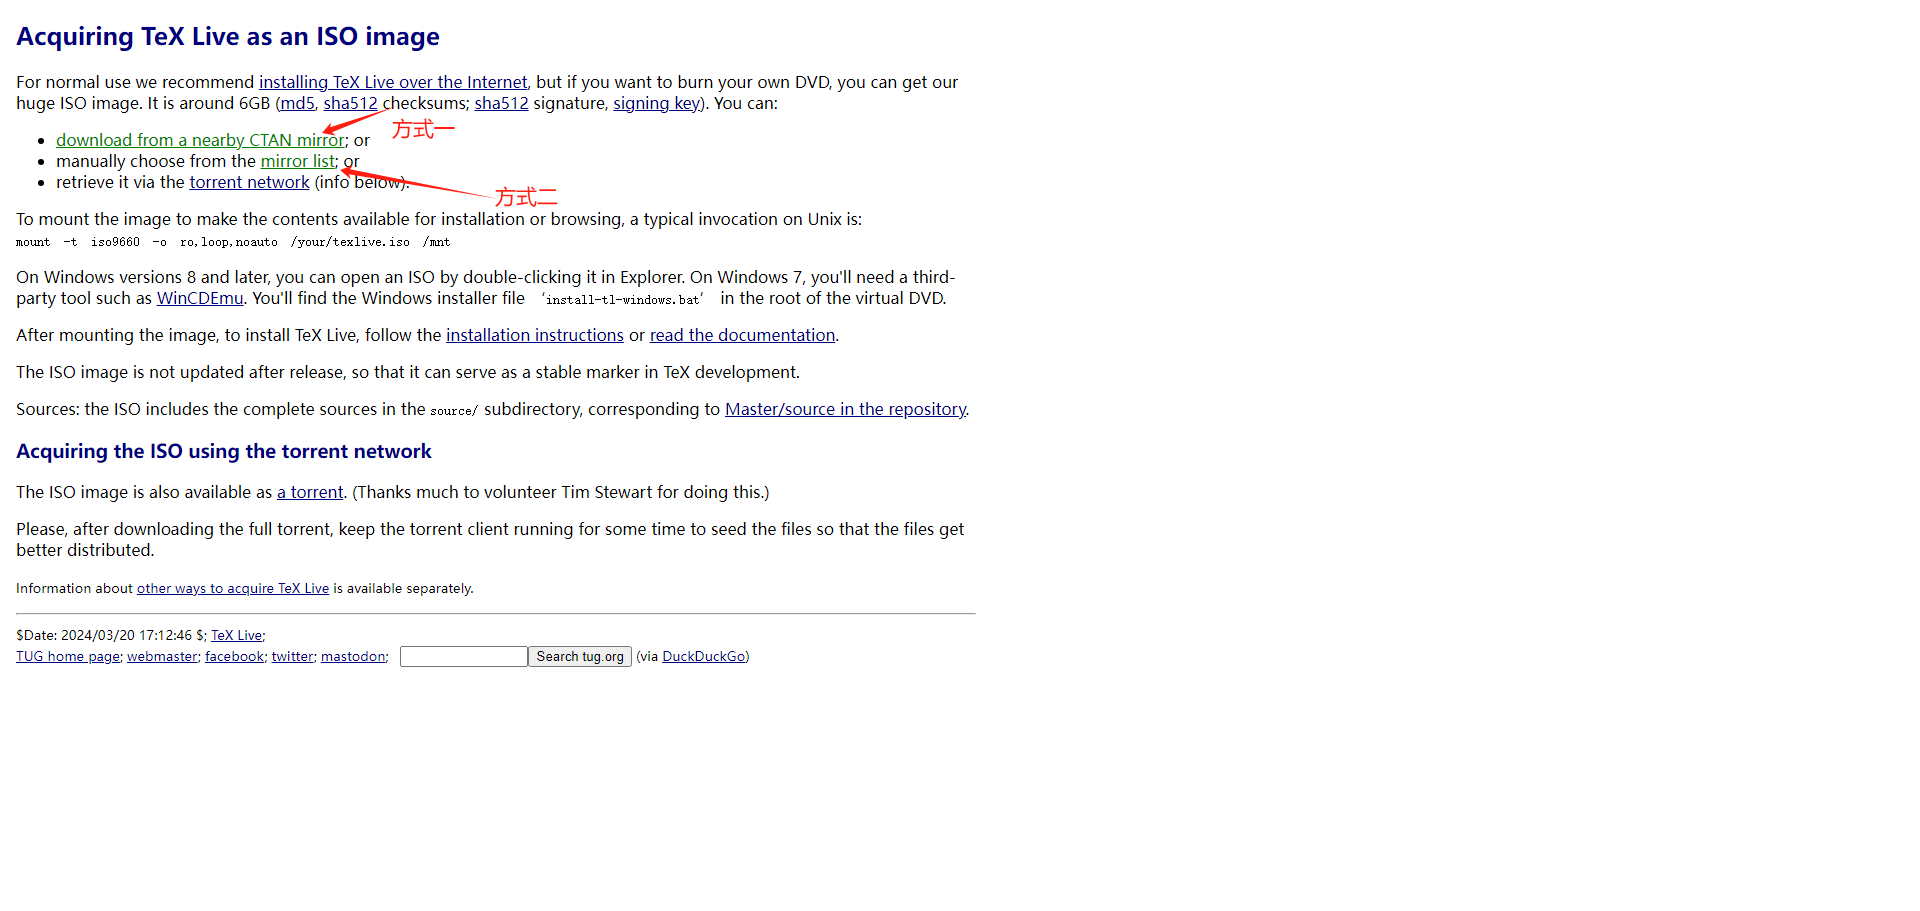 Acquiring TeX Live as an ISO image
For normal use we recommend installing TeX Live over the Internet, but if you want to burn your own DVD, you can get our
huge ISO image. It is around 6GB (md5, sha512 checksums; sha512 signature, signing key). You can:
• download from a nearby CTAN mirror; or
方式一
• manually choose from the mirror list; or
• retrieve it via the torrent network (info below).
方式二
To mount the image to make the contents available for installation or browsing, a typical invocation on Unix is:
mount -t iso9660 -o ro,loop,noauto /your/texlive.iso /mnt
On Windows versions 8 and later, you can open an ISO by double-clicking it in Explorer. On Windows 7, you'll need a third-
party tool such as WinCDEmu. You'll find the Windows installer file ‘install-tl-windows.bat’ in the root of the virtual DVD.
After mounting the image, to install TeX Live, follow the installation instructions or read the documentation.
The ISO image is not updated after release, so that it can serve as a stable marker in TeX development.
Sources: the ISO includes the complete sources in the source/ subdirectory, corresponding to Master/source in the repository.
Acquiring the ISO using the torrent network
The ISO image is also available as a torrent. (Thanks much to volunteer Tim Stewart for doing this.)
Please, after downloading the full torrent, keep the torrent client running for some time to seed the files so that the files get
better distributed.
Information about other ways to acquire TeX Live is available separately.
$Date: 2024/03/20 17:12:46 $; TeX Live;
TUG home page; webmaster; facebook; twitter; mastodon; Search tug.org (via DuckDuckGo)